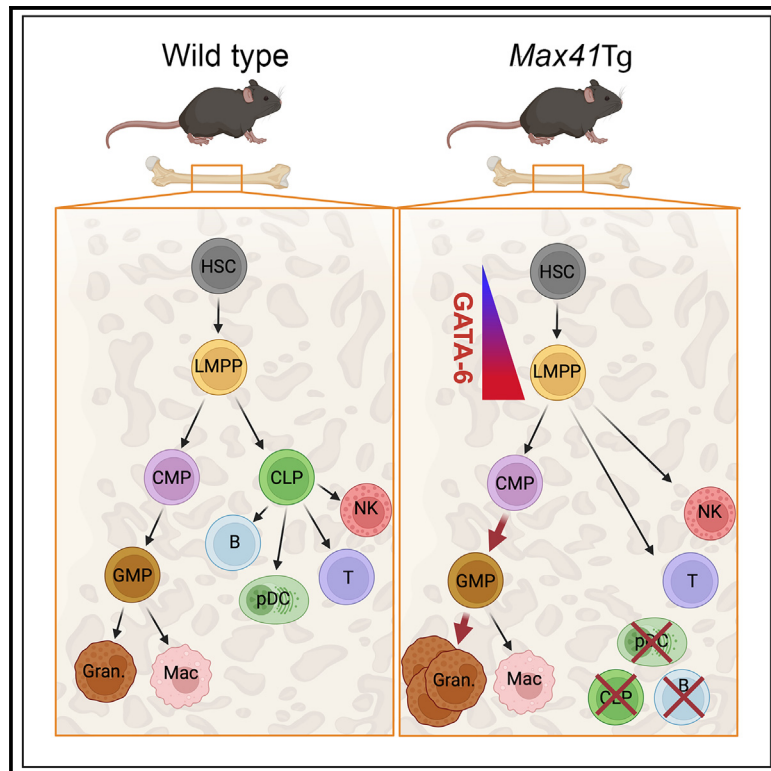 Wild type
HSC
LMPP
CMP
CLP
NK
B
T
GMP
pDC
Gran.
Mac
Max41Tg
HSC
GATA-6
LMPP
CMP
NK
GMP
T
pDC
Gran.
Mac
CLP
B